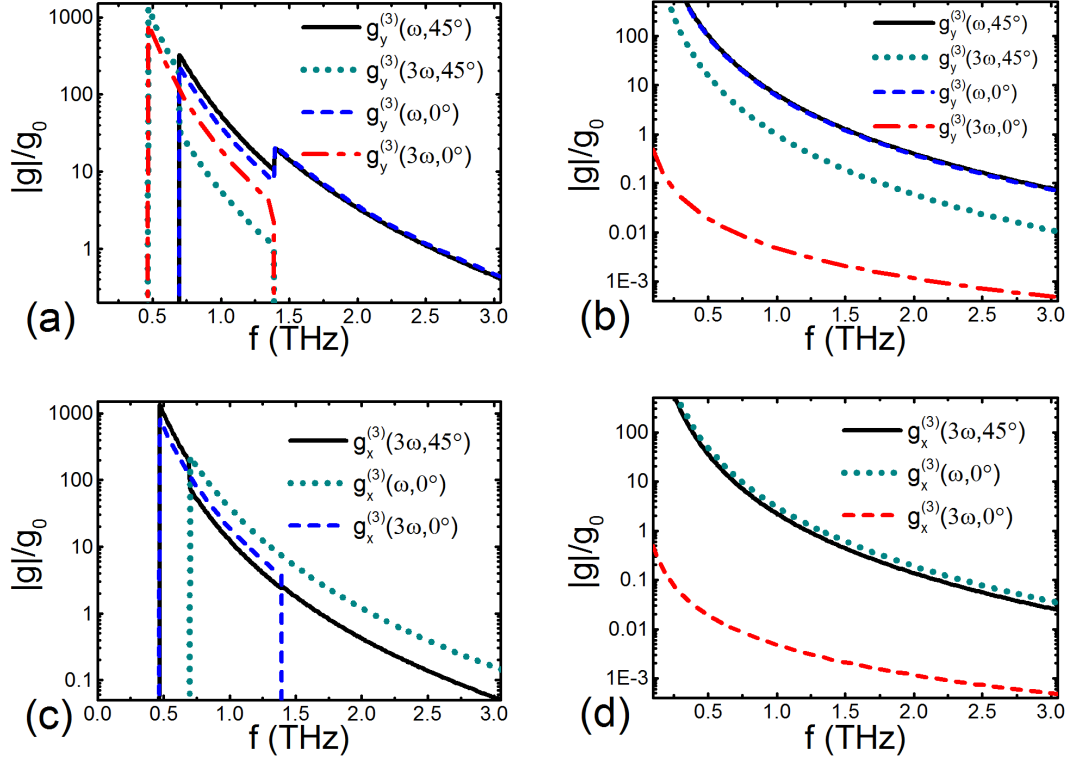 1000
100
10
1
|g|/g₀
g_y⁽³⁾(ω,45°)
g_y⁽³⁾(3ω,45°)
g_y⁽³⁾(ω,0°)
g_y⁽³⁾(3ω,0°)
0.5 1.0 1.5 2.0 2.5 3.0
(a)
f (THz)
100
10
1
0.1
0.01
1E−3
|g|/g₀
g_y⁽³⁾(ω,45°)
g_y⁽³⁾(3ω,45°)
g_y⁽³⁾(ω,0°)
g_y⁽³⁾(3ω,0°)
0.5 1.0 1.5 2.0 2.5 3.0
(b)
f (THz)
1000
100
10
1
0.1
|g|/g₀
g_x⁽³⁾(3ω,45°)
g_x⁽³⁾(ω,0°)
g_x⁽³⁾(3ω,0°)
0.0 0.5 1.0 1.5 2.0 2.5 3.0
(c)
f (THz)
100
10
1
0.1
0.01
1E−3
|g|/g₀
g_x⁽³⁾(3ω,45°)
g_x⁽³⁾(ω,0°)
g_x⁽³⁾(3ω,0°)
0.5 1.0 1.5 2.0 2.5 3.0
(d)
f (THz)